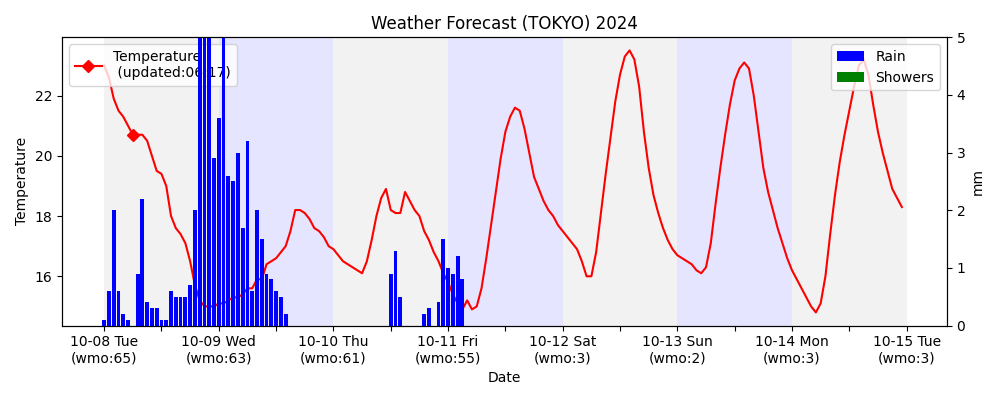 Weather Forecast (TOKYO) 2024
Temperature
(updated:06:17)
Rain
Showers
Temperature
22
20
18
16
5
4
3
2
1
0
mm
10-08 Tue
(wmo:65)
10-09 Wed
(wmo:63)
10-10 Thu
(wmo:61)
10-11 Fri
(wmo:55)
10-12 Sat
(wmo:3)
10-13 Sun
(wmo:2)
10-14 Mon
(wmo:3)
10-15 Tue
(wmo:3)
Date